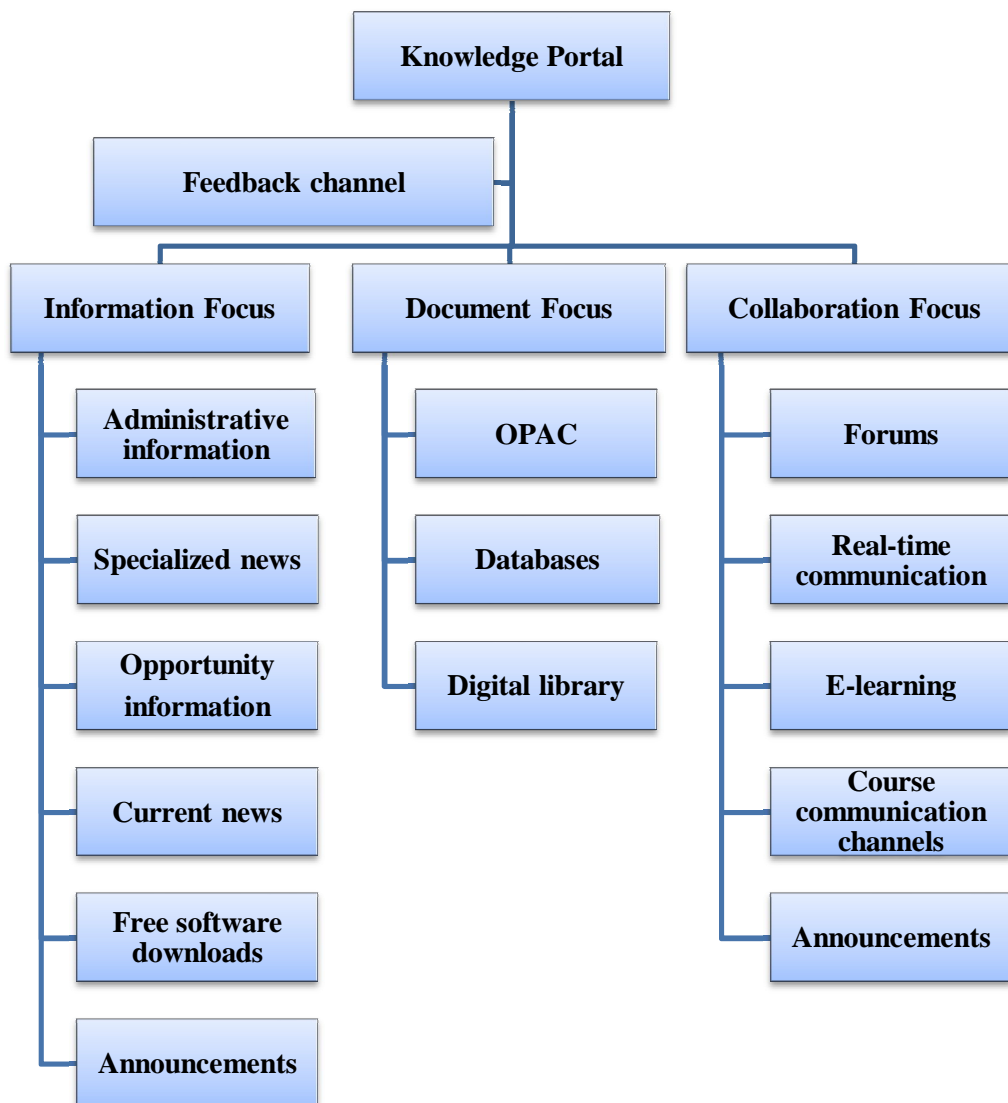 Knowledge Portal
Feedback channel
Information Focus
Administrative
information
Specialized news
Opportunity
information
Current news
Free software
downloads
Announcements
Document Focus
OPAC
Databases
Digital library
Collaboration Focus
Forums
Real-time
communication
E-learning
Course
communication
channels
Announcements